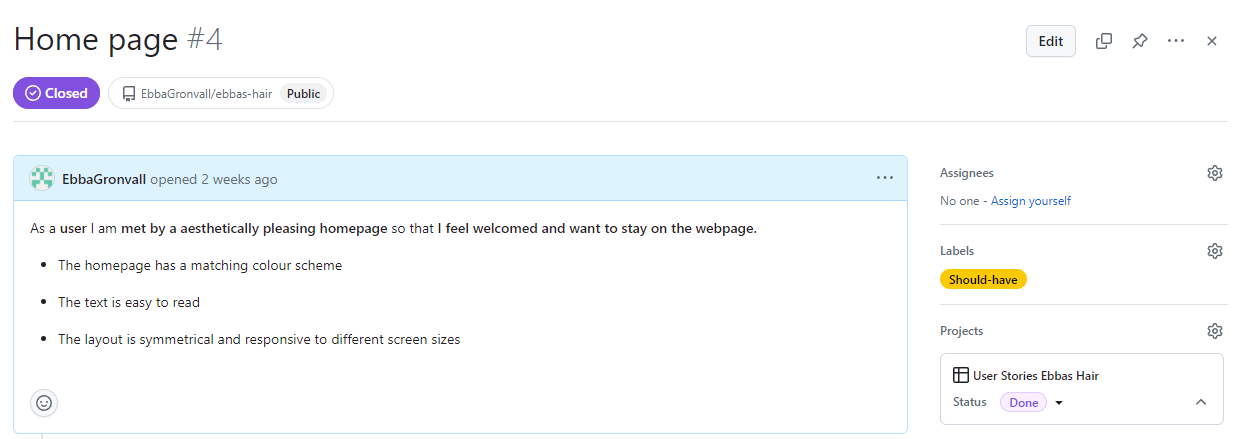 Home page #4
Edit
Closed
EbbaGronvall/ebbas-hair
Public
EbbaGronvall opened 2 weeks ago
As a user I am met by a aesthetically pleasing homepage so that I feel welcomed and want to stay on the webpage.
The homepage has a matching colour scheme
The text is easy to read
The layout is symmetrical and responsive to different screen sizes
Assignees
No one - Assign yourself
Labels
Should-have
Projects
User Stories Ebbas Hair
Status Done